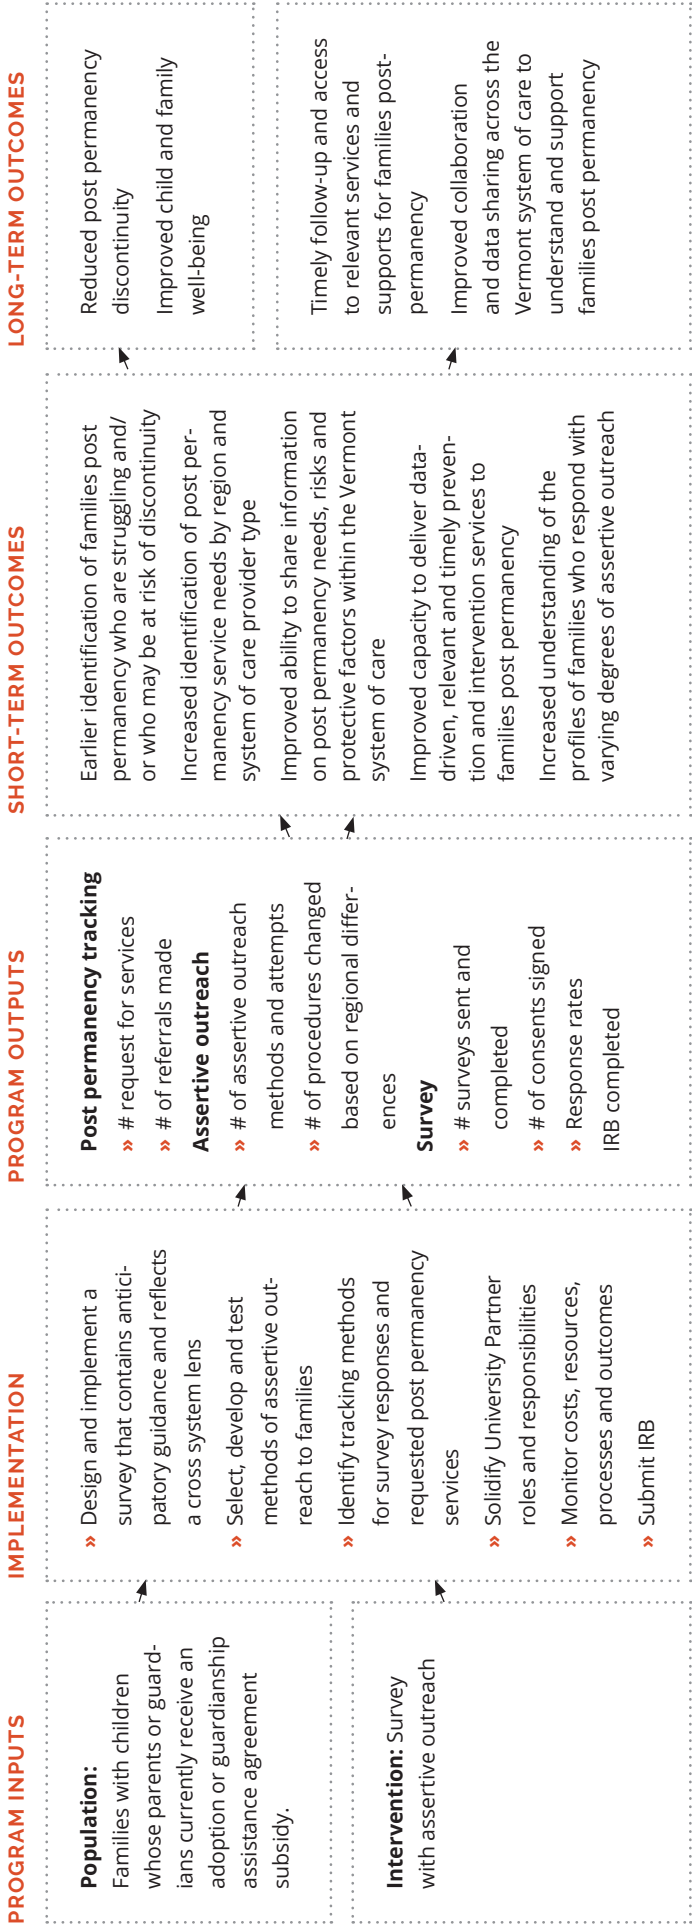 PROGRAM INPUTS
Population:
Families with children
whose parents or guard-
ians currently receive an
adoption or guardianship
assistance agreement
subsidy.
Intervention: Survey
with assertive outreach
IMPLEMENTATION
» Design and implement a
survey that contains antici-
patory guidance and reflects
a cross system lens
» Select, develop and test
methods of assertive out-
reach to families
» Identify tracking methods
for survey responses and
requested post permanency
services
» Solidify University Partner
roles and responsibilities
» Monitor costs, resources,
processes and outcomes
» Submit IRB
PROGRAM OUTPUTS
Post permanency tracking
» # request for services
» # of referrals made
Assertive outreach
» # of assertive outreach
methods and attempts
» # of procedures changed
based on regional differ-
ences
Survey
» # surveys sent and
completed
» # of consents signed
» Response rates
IRB completed
SHORT-TERM OUTCOMES
Earlier identification of families post
permanency who are struggling and/
or who may be at risk of discontinuity
Increased identification of post per-
manency service needs by region and
system of care provider type
Improved ability to share information
on post permanency needs, risks and
protective factors within the Vermont
system of care
Improved capacity to deliver data-
driven, relevant and timely preven-
tion and intervention services to
families post permanency
Increased understanding of the
profiles of families who respond with
varying degrees of assertive outreach
LONG-TERM OUTCOMES
Reduced post permanency
discontinuity
Improved child and family
well-being
Timely follow-up and access
to relevant services and
supports for families post-
permanency
Improved collaboration
and data sharing across the
Vermont system of care to
understand and support
families post permanency